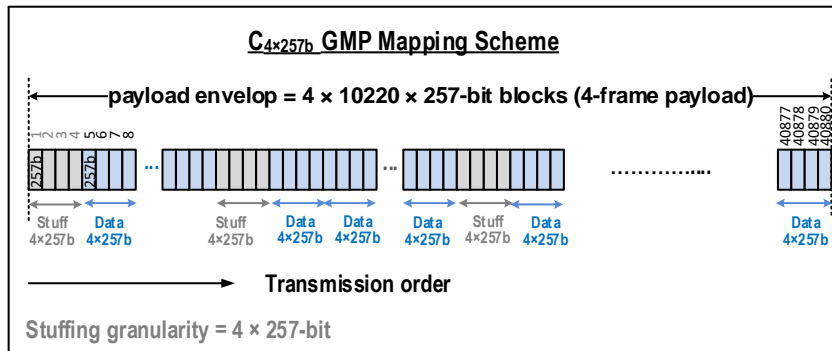 C4×257b GMP Mapping Scheme
payload envelop = 4 × 10220 × 257-bit blocks (4-frame payload)
1 2 3 4 5 6 7 8 40877 40878 40879 40880
257b 257b ... ... .................
Stuff Data Stuff Data Data Data Stuff Data Data
4×257b 4×257b 4×257b 4×257b 4×257b 4×257b 4×257b 4×257b 4×257b
Transmission order
Stuffing granularity = 4 × 257-bit